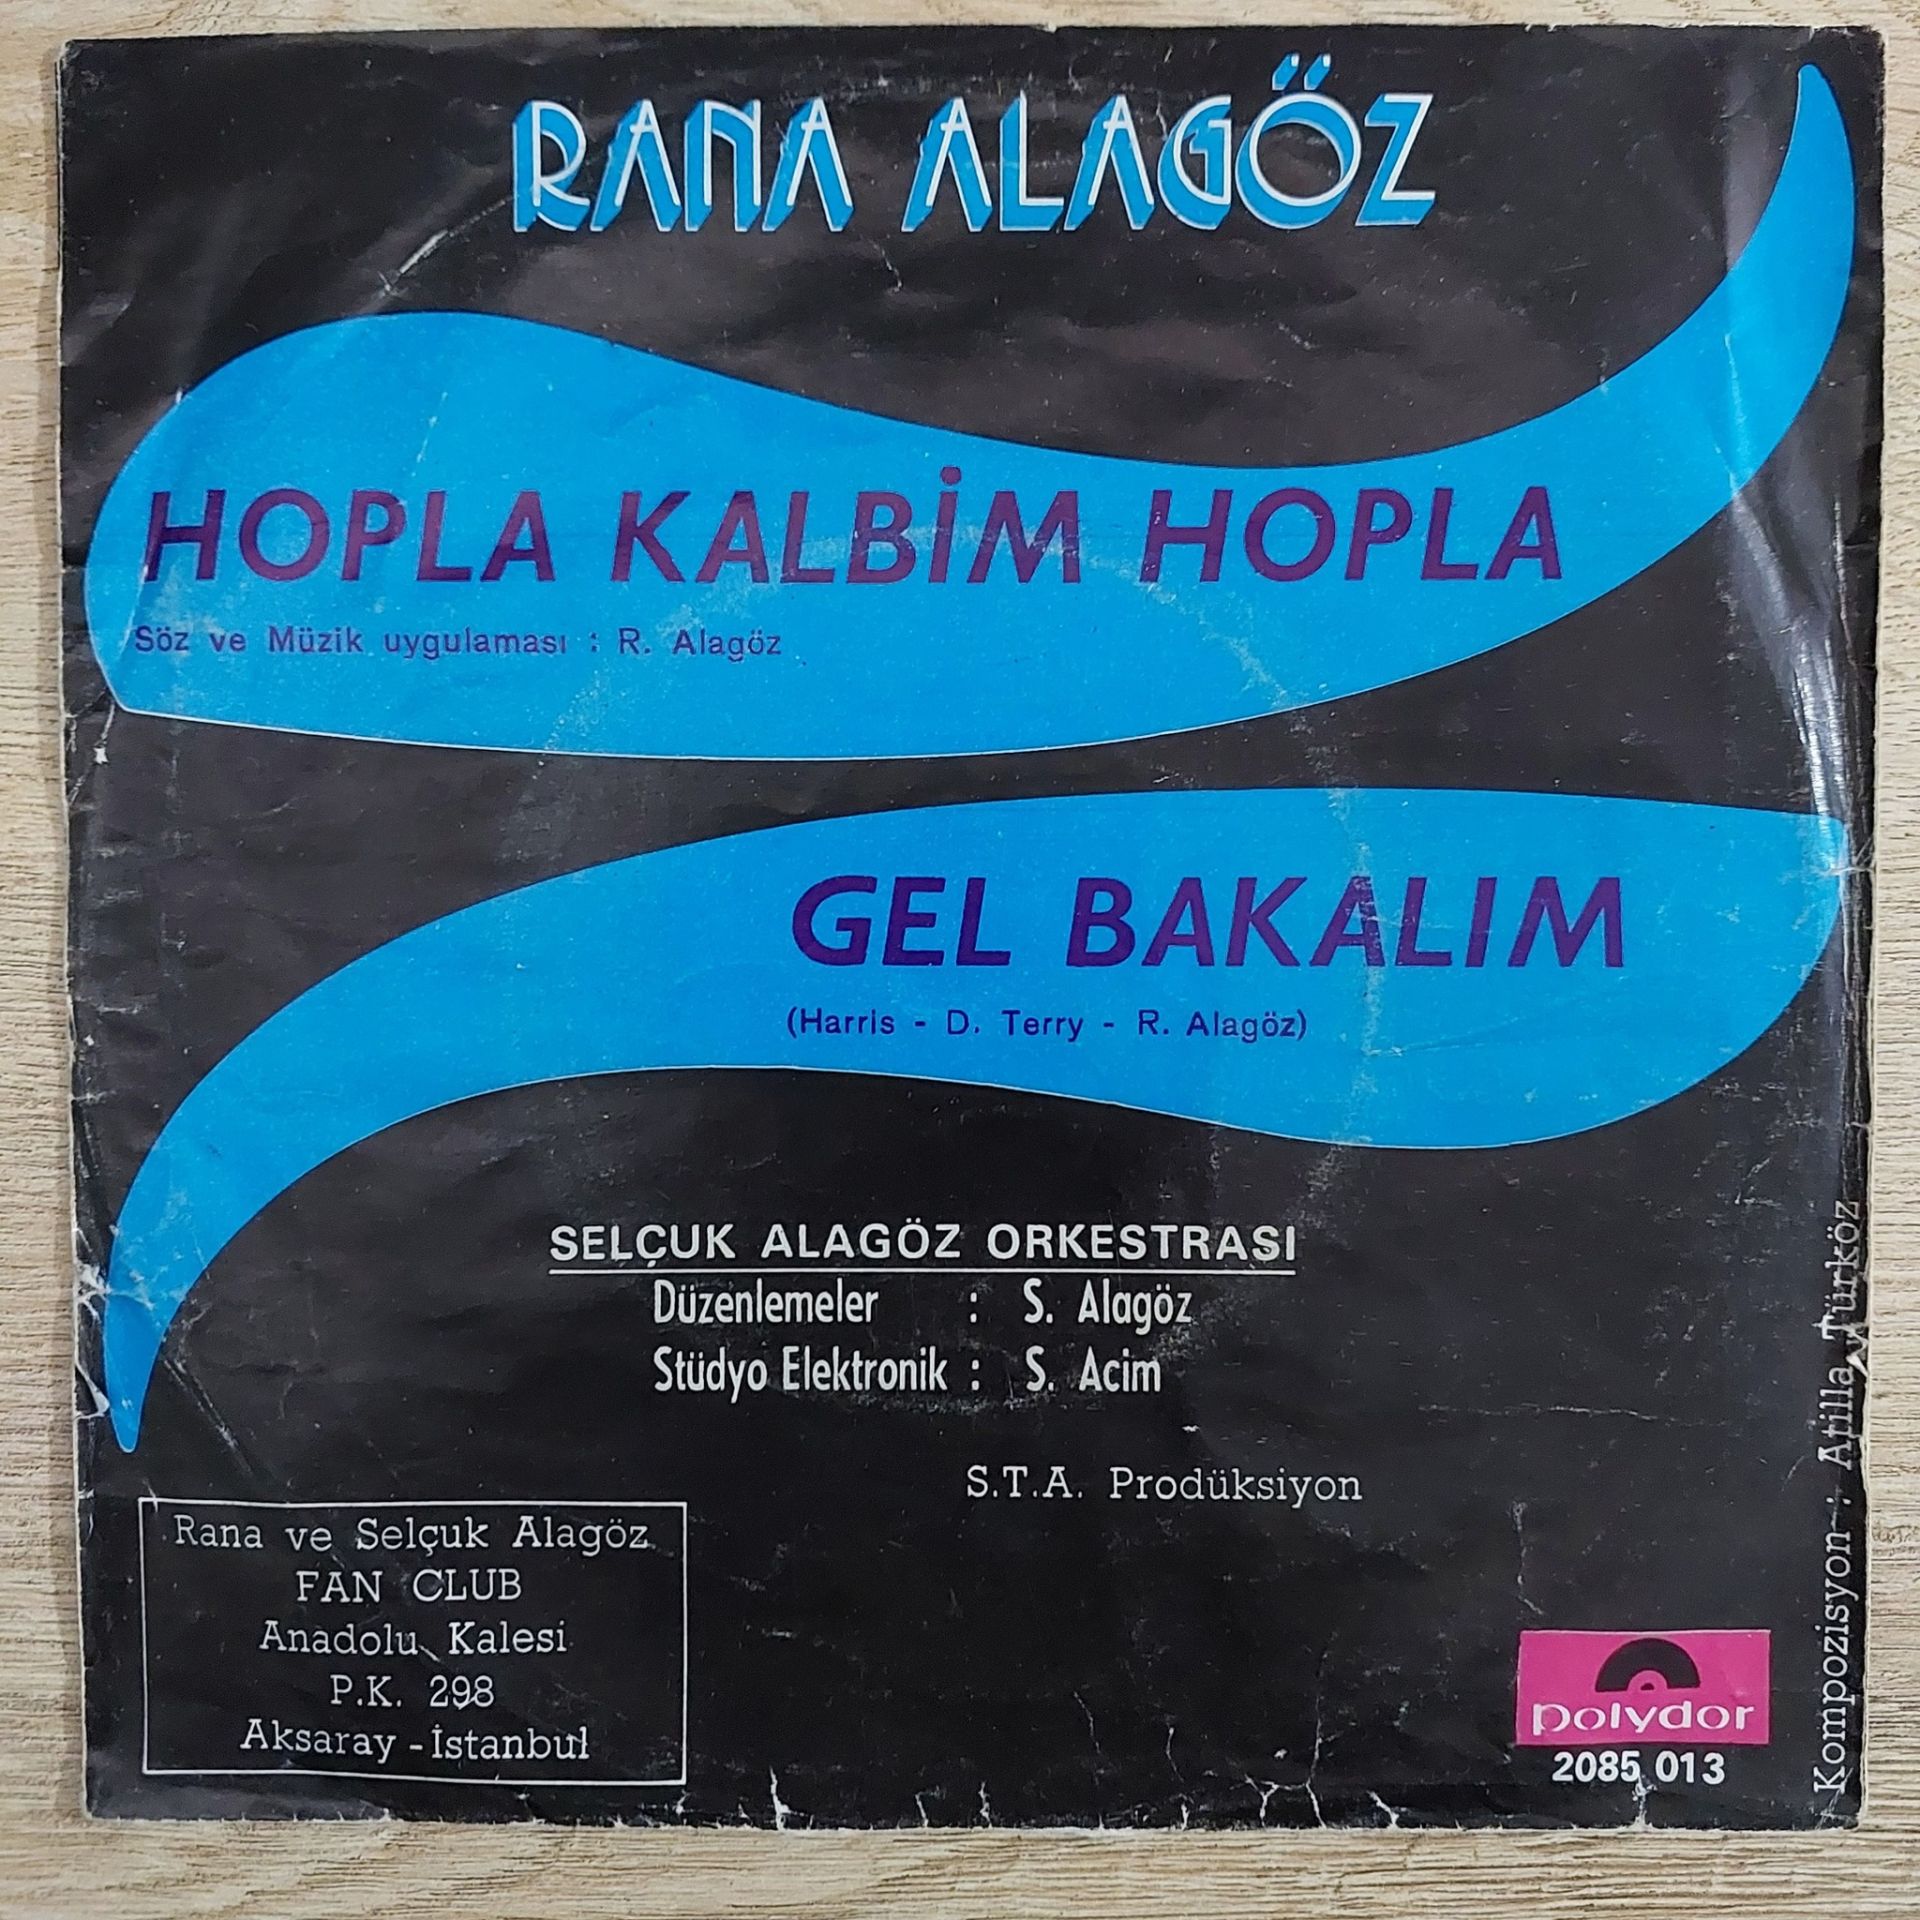 RANA ALAGÖZ
HOPLA KALBİM HOPLA
Söz ve Müzik uygulaması : R. Alagöz
GEL BAKALIM
(Harris - D. Terry - R. Alagöz)
SELÇUK ALAGÖZ ORKESTRASI
Düzenlemeler : S. Alagöz
Stüdyo Elektronik : S. Acim
S.T.A. Prodüksiyon
Rana ve Selçuk Alagöz
FAN CLUB
Anadolu Kalesi
P.K. 298
Aksaray - İstanbul
polydor
2085 013
Kompozisyon : Atilla Türköz